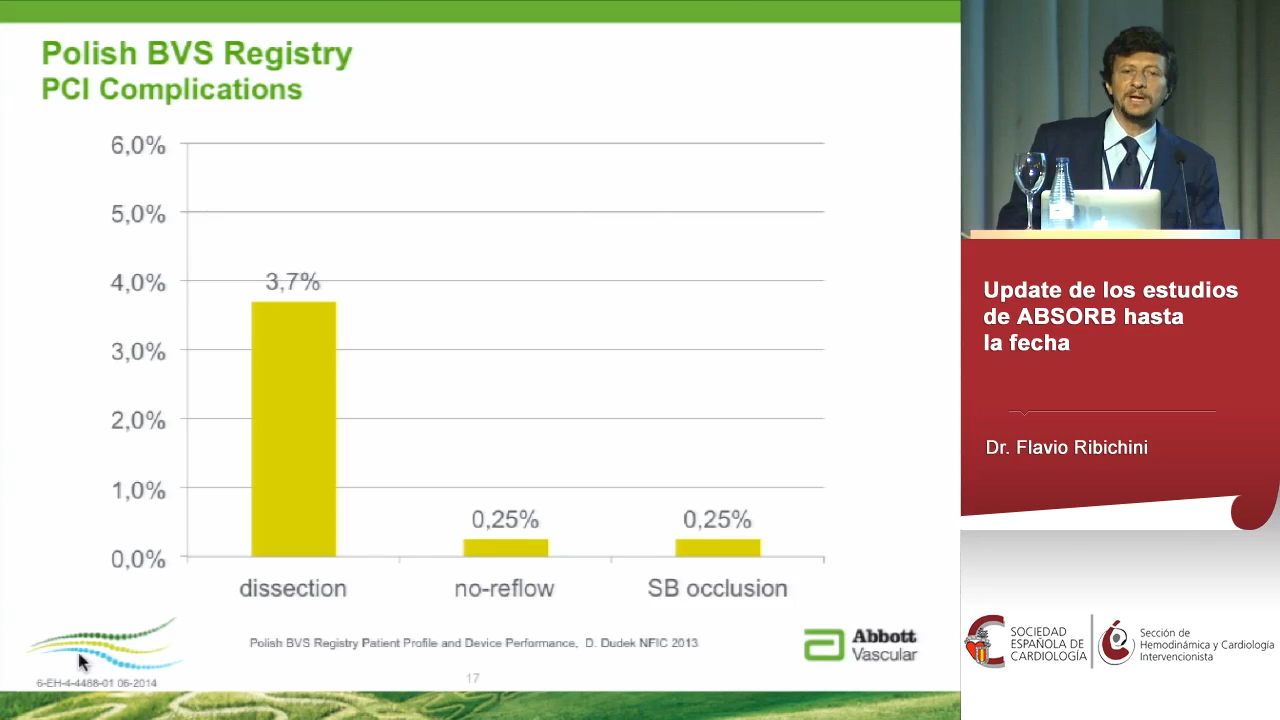 Polish BVS Registry
PCI Complications
6,0%
5,0%
4,0%
3,0%
2,0%
1,0%
0,0%
3,7%
0,25%
0,25%
dissection
no-reflow
SB occlusion
Polish BVS Registry Patient Profile and Device Performance, D. Dudek NFIC 2013
Abbott
Vascular
6-EH-4-4488-01 06-2014
17
Update de los estudios
de ABSORB hasta
la fecha
Dr. Flavio Ribichini
SOCIEDAD
ESPAÑOLA DE
CARDIOLOGÍA
Sección de
Hemodinámica y Cardiología
Intervencionista